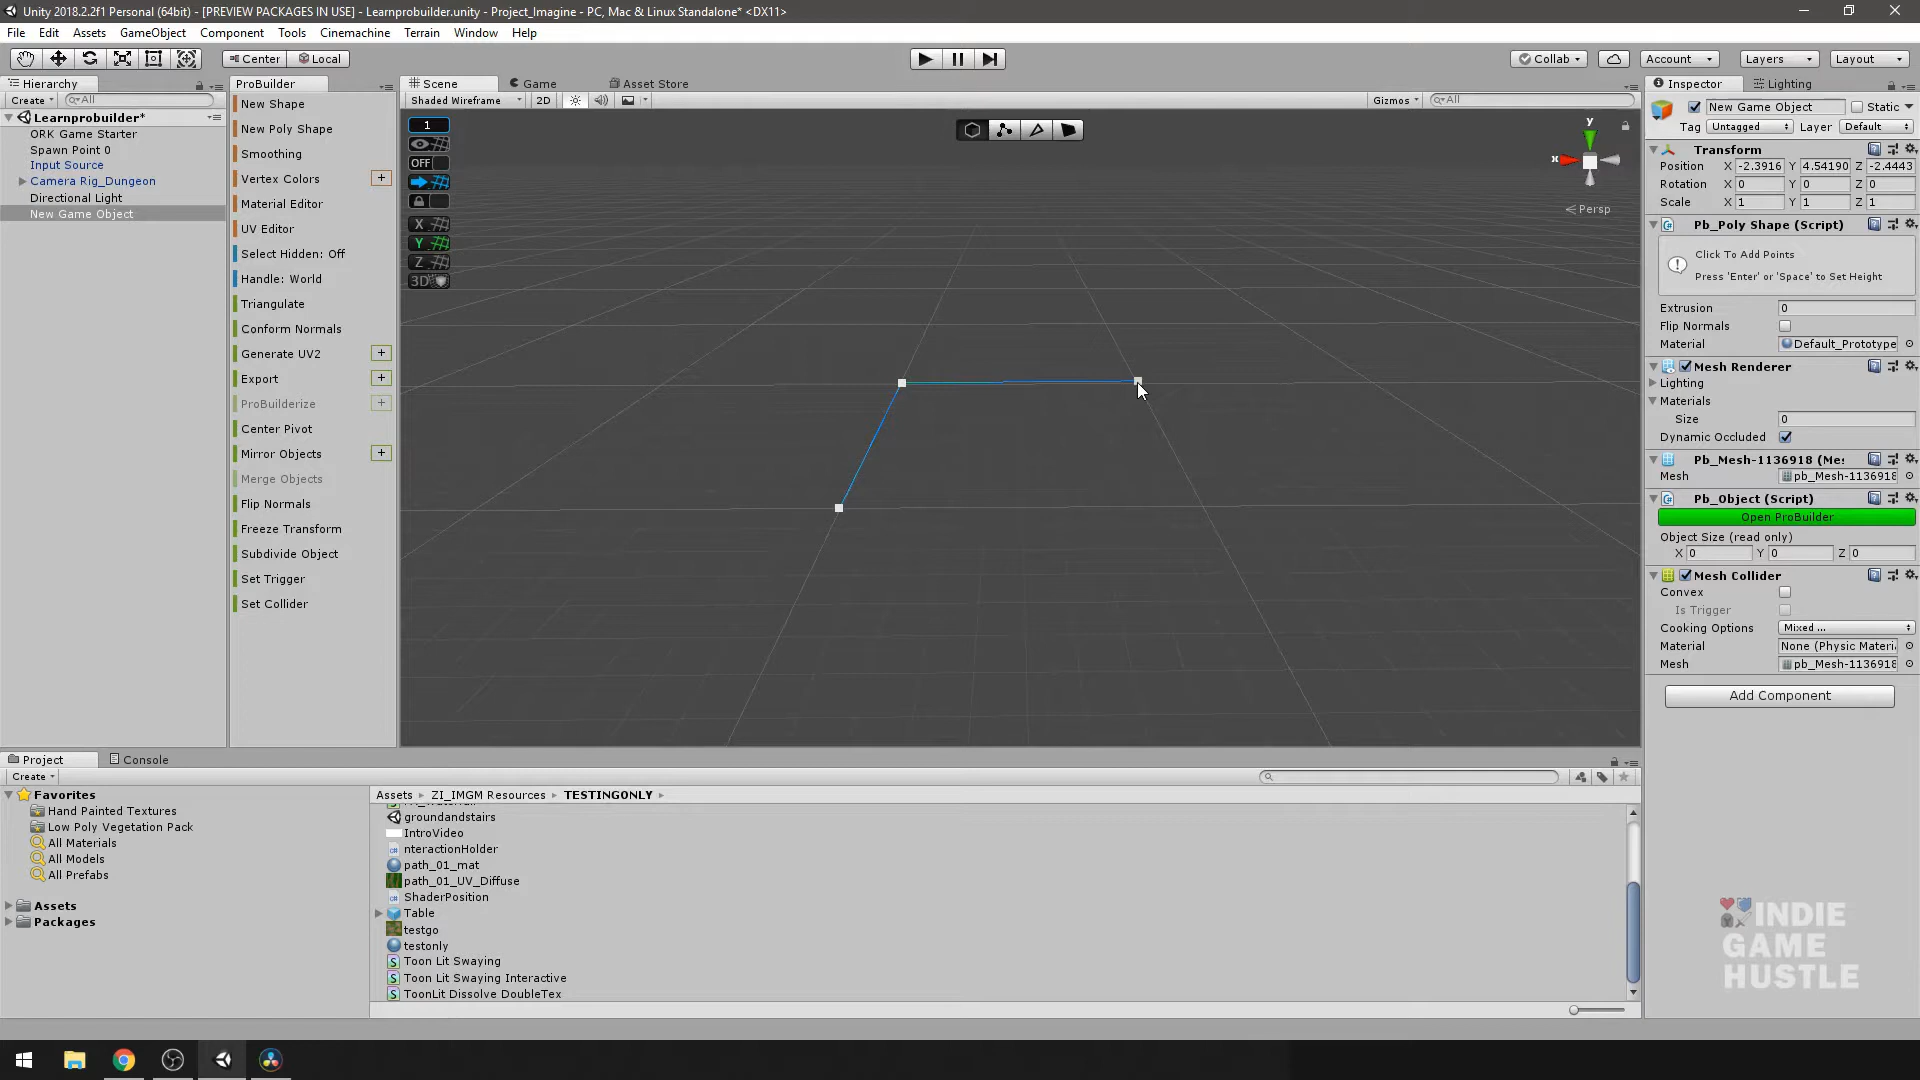 Unity 2018.2.2f1 Personal (64bit) - [PREVIEW PACKAGES IN USE] - Learnprobuilder.unity - Project_Imagine - PC, Mac & Linux Standalone* <DX11>
File Edit Assets GameObject Component Tools Cinemachine Terrain Window Help
Center Local Collab Account Layers Layout
Hierarchy ProBuilder Scene Game Asset Store Inspector Lighting
Create All
Learnprobuilder*
ORK Game Starter
Spawn Point 0
Input Source
Camera Rig_Dungeon
Directional Light
New Game Object
New Shape
New Poly Shape
Smoothing
Vertex Colors +
Material Editor
UV Editor
Select Hidden: Off
Handle: World
Triangulate
Conform Normals
Generate UV2 +
Export +
ProBuilderize +
Center Pivot
Mirror Objects +
Merge Objects
Flip Normals
Freeze Transform
Subdivide Object
Set Trigger
Set Collider
Shaded Wireframe 2D Gizmos All
1
OFF
X
Y
Z
3D
y
x
Persp
New Game Object Static
Tag Untagged Layer Default
Transform
Position X -2.3916 Y 4.54190 Z -2.4443
Rotation X 0 Y 0 Z 0
Scale X 1 Y 1 Z 1
Pb_Poly Shape (Script)
Click To Add Points
Press 'Enter' or 'Space' to Set Height
Extrusion 0
Flip Normals
Material Default_Prototype
Mesh Renderer
Lighting
Materials
Size 0
Dynamic Occluded
Pb_Mesh-1136918 (Me
Mesh pb_Mesh-1136918
Pb_Object (Script)
Open ProBuilder
Object Size (read only)
X 0 Y 0 Z 0
Mesh Collider
Convex
Is Trigger
Cooking Options Mixed ...
Material None (Physic Materi
Mesh pb_Mesh-1136918
Add Component
Project Console
Create
Favorites
Hand Painted Textures
Low Poly Vegetation Pack
All Materials
All Models
All Prefabs
Assets
Packages
Assets ZI_IMGM Resources TESTINGONLY
groundandstairs
IntroVideo
nteractionHolder
path_01_mat
path_01_UV_Diffuse
ShaderPosition
Table
testgo
testonly
Toon Lit Swaying
Toon Lit Swaying Interactive
ToonLit Dissolve DoubleTex
INDIE
GAME
HUSTLE